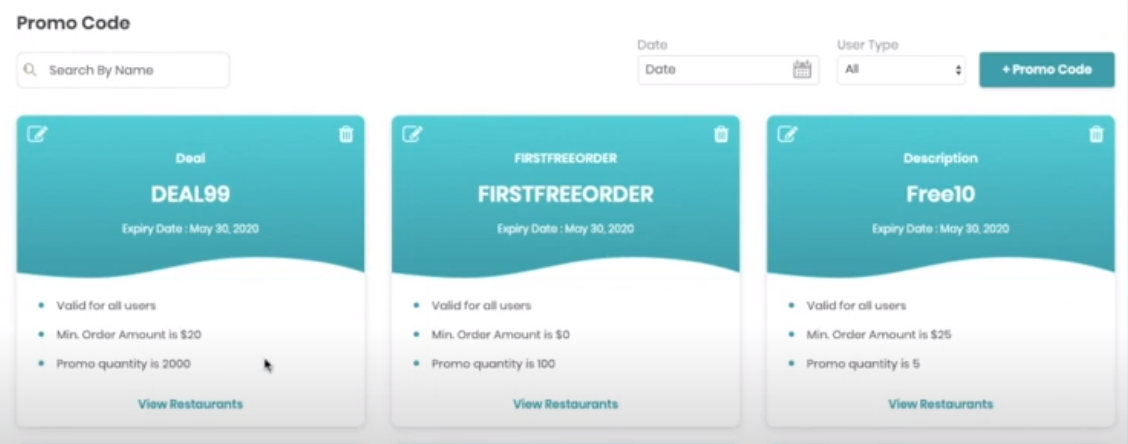 Promo Code
Search By Name
Date
Date
User Type
All
+ Promo Code
Deal
DEAL99
Expiry Date : May 30, 2020
Valid for all users
Min. Order Amount is $20
Promo quantity is 2000
View Restaurants
FIRSTFREEORDER
FIRSTFREEORDER
Expiry Date : May 30, 2020
Valid for all users
Min. Order Amount is $0
Promo quantity is 100
View Restaurants
Description
Free10
Expiry Date : May 30, 2020
Valid for all users
Min. Order Amount is $25
Promo quantity is 5
View Restaurants